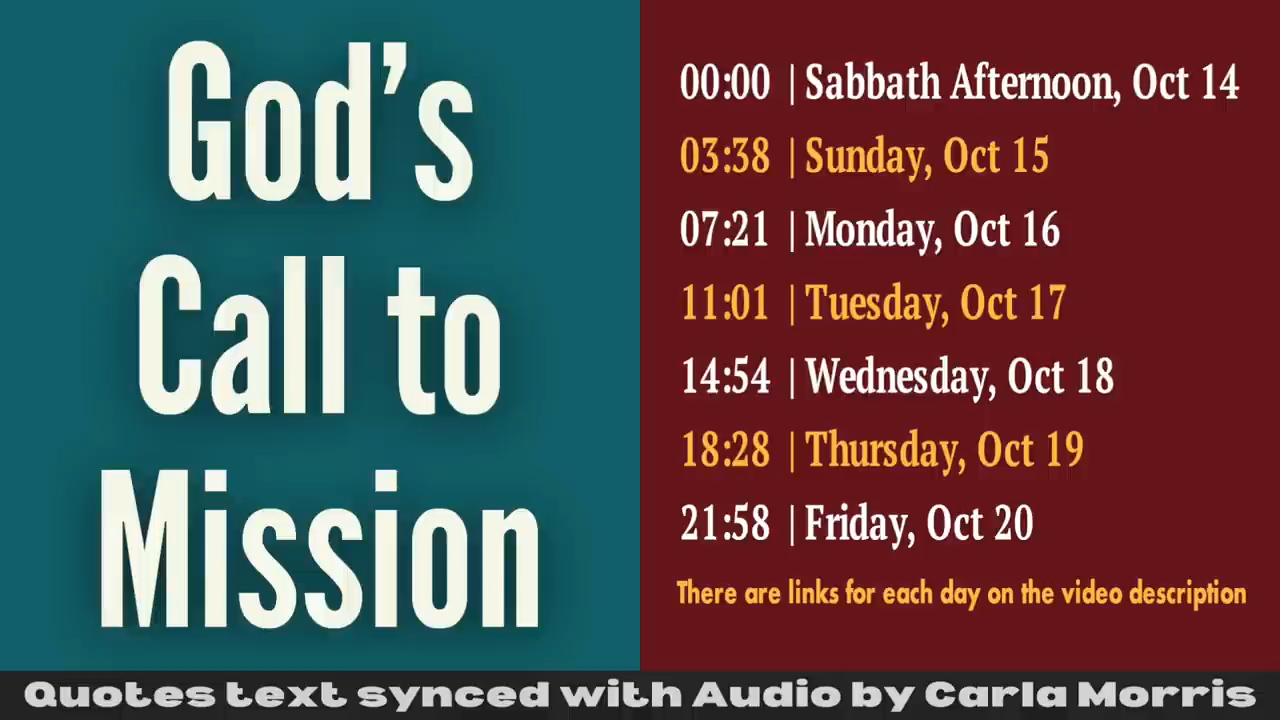 God's
Call to
Mission
00:00 | Sabbath Afternoon, Oct 14
03:38 | Sunday, Oct 15
07:21 | Monday, Oct 16
11:01 | Tuesday, Oct 17
14:54 | Wednesday, Oct 18
18:28 | Thursday, Oct 19
21:58 | Friday, Oct 20
There are links for each day on the video description
Quotes text synced with Audio by Carla Morris